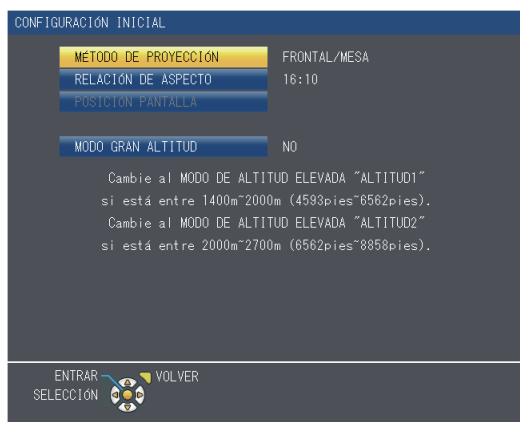 CONFIGURACIÓN INICIAL
MÉTODO DE PROYECCIÓN FRONTAL/MESA
RELACIÓN DE ASPECTO 16:10
POSICIÓN PANTALLA
MODO GRAN ALTITUD NO
Cambie al MODO DE ALTITUD ELEVADA "ALTITUD1"
si está entre 1400m~2000m (4593pies~6562pies).
Cambie al MODO DE ALTITUD ELEVADA "ALTITUD2"
si está entre 2000m~2700m (6562pies~8858pies).
ENTRAR VOLVER
SELECCIÓN